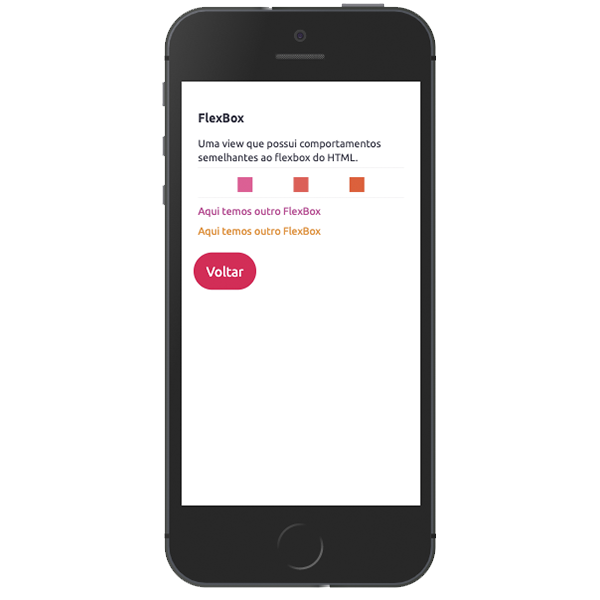 FlexBox
Uma view que possui comportamentos
semelhantes ao flexbox do HTML.
Aqui temos outro FlexBox
Aqui temos outro FlexBox
Voltar